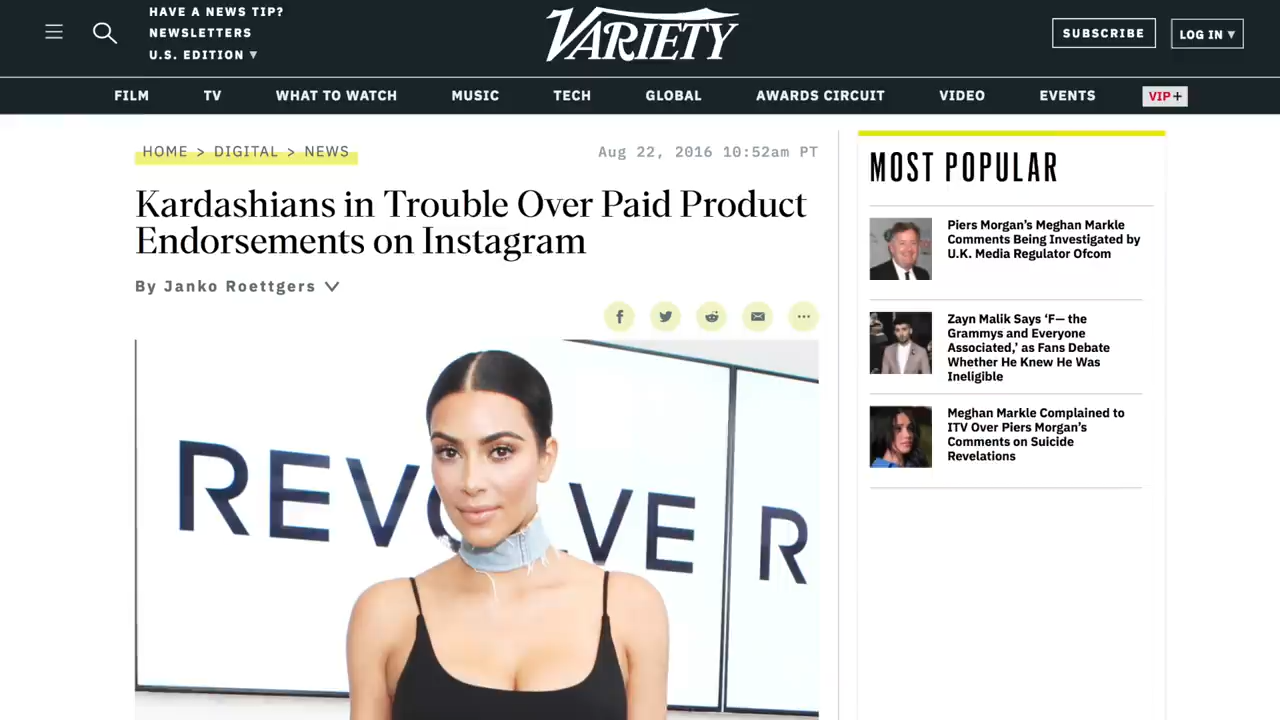 HAVE A NEWS TIP?
NEWSLETTERS
U.S. EDITION ▾
VARIETY
SUBSCRIBE
LOG IN ▾
FILM TV WHAT TO WATCH MUSIC TECH GLOBAL AWARDS CIRCUIT VIDEO EVENTS VIP+
HOME > DIGITAL > NEWS
Aug 22, 2016 10:52am PT
Kardashians in Trouble Over Paid Product
Endorsements on Instagram
By Janko Roettgers
REVOLVE R
MOST POPULAR
Piers Morgan's Meghan Markle
Comments Being Investigated by
U.K. Media Regulator Ofcom
Zayn Malik Says 'F— the
Grammys and Everyone
Associated,' as Fans Debate
Whether He Knew He Was
Ineligible
Meghan Markle Complained to
ITV Over Piers Morgan's
Comments on Suicide
Revelations